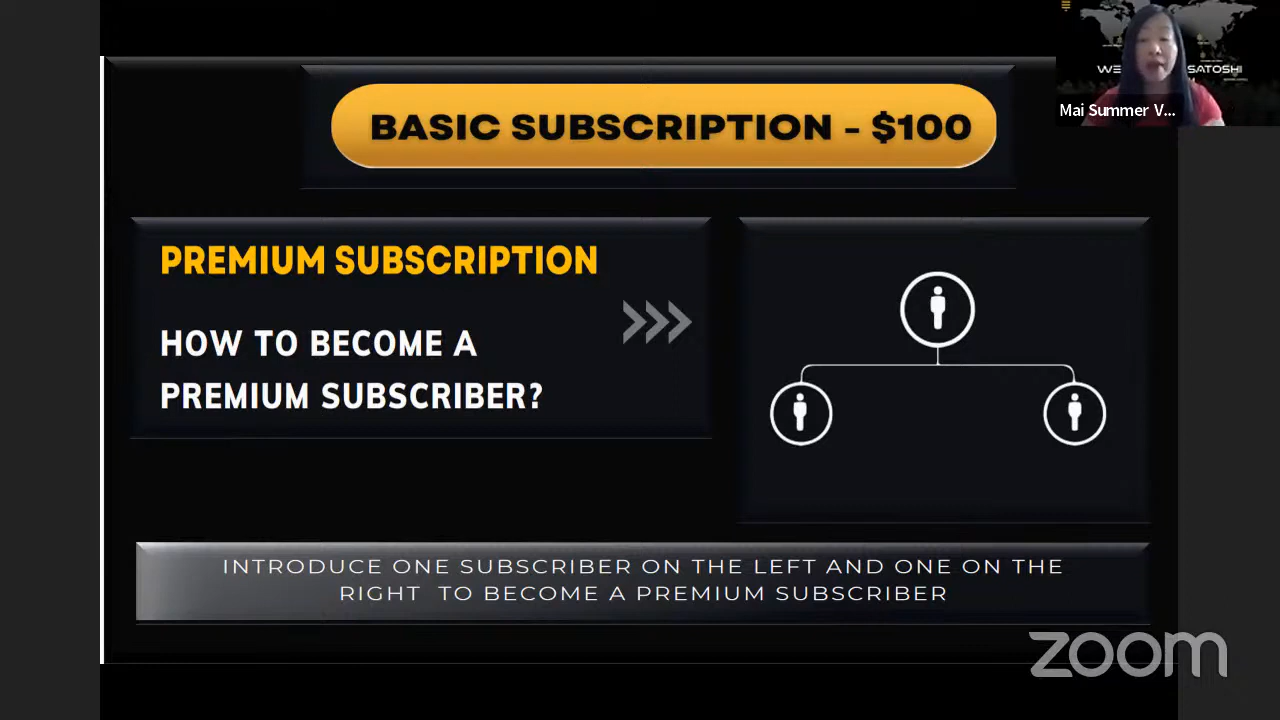 BASIC SUBSCRIPTION - $100
WE SATOSHI
Mai Summer V...
PREMIUM SUBSCRIPTION
HOW TO BECOME A
PREMIUM SUBSCRIBER?
INTRODUCE ONE SUBSCRIBER ON THE LEFT AND ONE ON THE
RIGHT TO BECOME A PREMIUM SUBSCRIBER
zoom